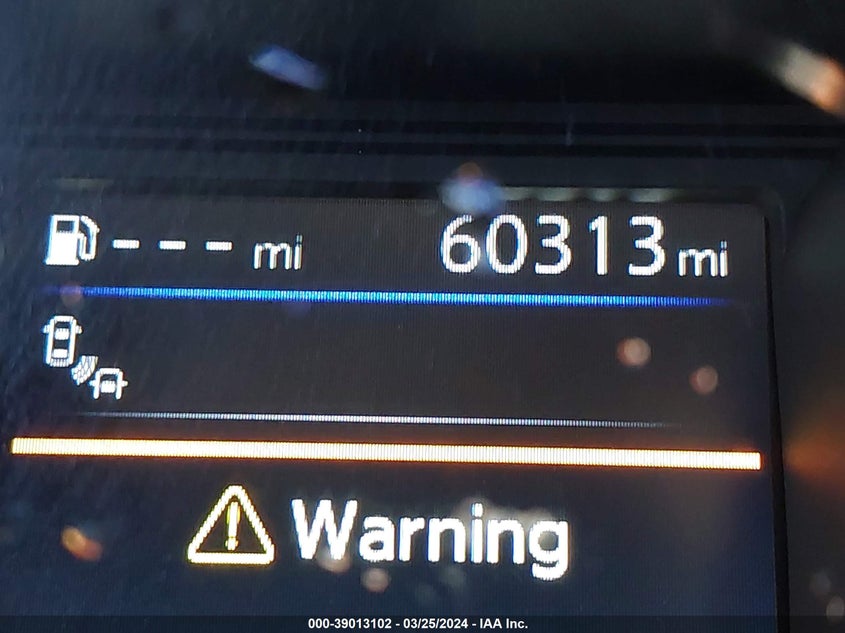 --- mi 60313 mi
Warning
000-39013102 - 03/25/2024 - IAA Inc.